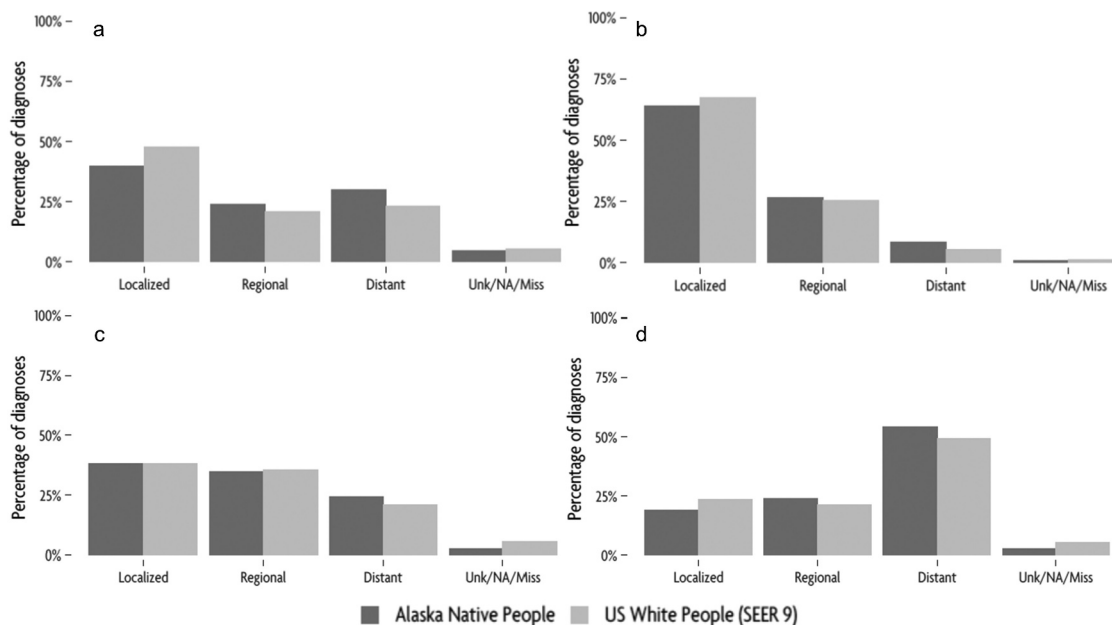 a
Percentage of diagnoses
100%
75%
50%
25%
0%
Localized Regional Distant Unk/NA/Miss
b
Percentage of diagnoses
100%
75%
50%
25%
0%
Localized Regional Distant Unk/NA/Miss
c
Percentage of diagnoses
100%
75%
50%
25%
0%
Localized Regional Distant Unk/NA/Miss
d
Percentage of diagnoses
100%
75%
50%
25%
0%
Localized Regional Distant Unk/NA/Miss
Alaska Native People US White People (SEER 9)